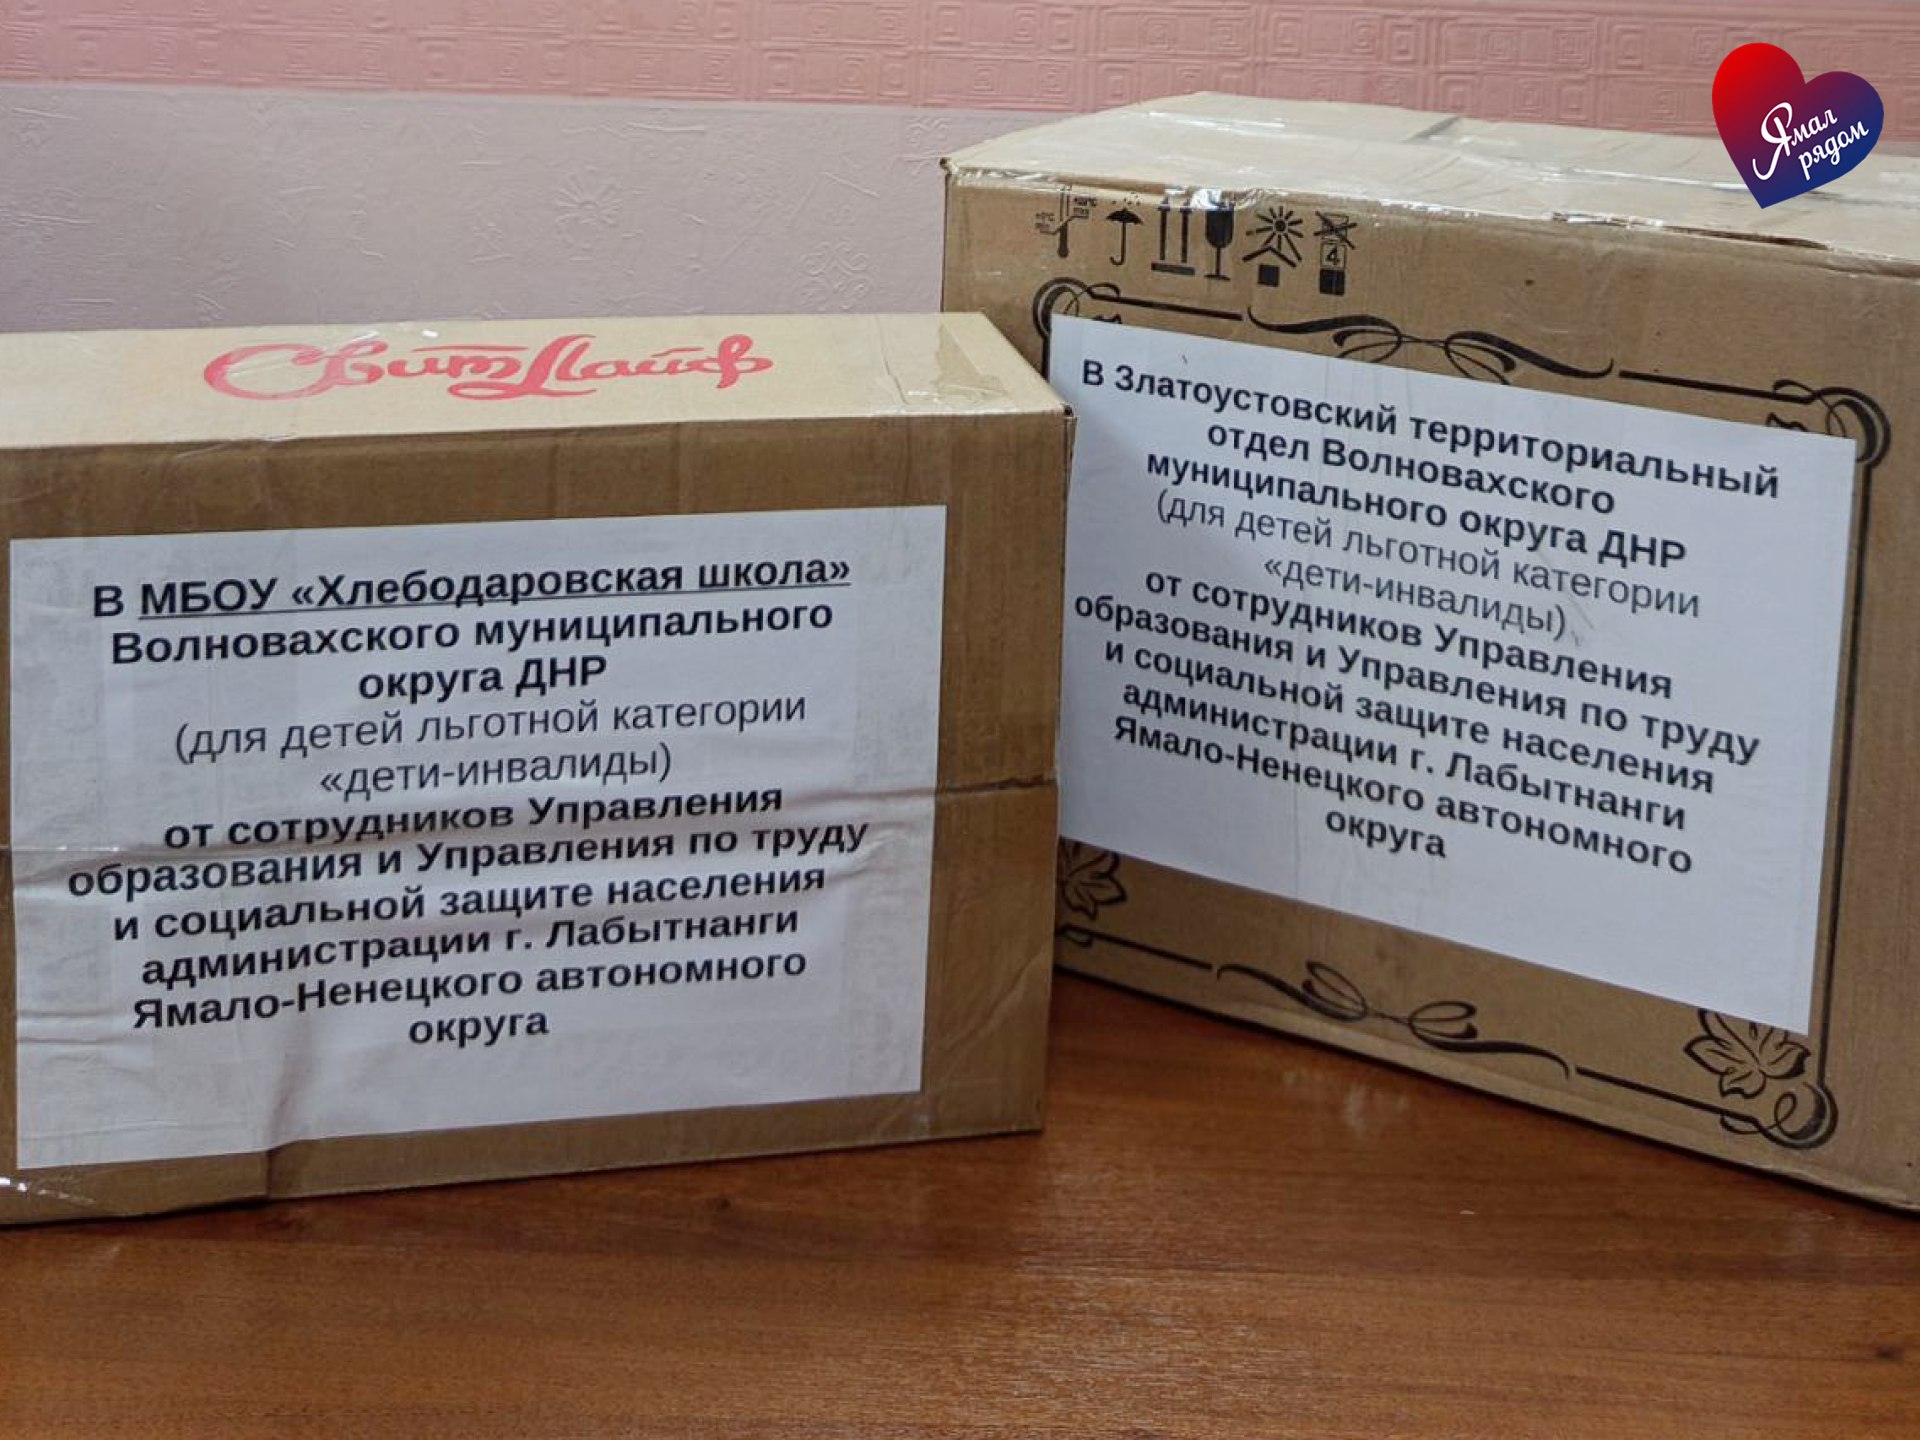 Ямал
рядом
СвитЛайф
В МБОУ «Хлебодаровская школа»
Волновахского муниципального
округа ДНР
(для детей льготной категории
«дети-инвалиды)
от сотрудников Управления
образования и Управления по труду
и социальной защите населения
администрации г. Лабытнанги
Ямало-Ненецкого автономного
округа
4
В Златоустовский территориальный
отдел Волновахского
муниципального округа ДНР
(для детей льготной категории
«дети-инвалиды)
от сотрудников Управления
образования и Управления по труду
и социальной защите населения
администрации г. Лабытнанги
Ямало-Ненецкого автономного
округа